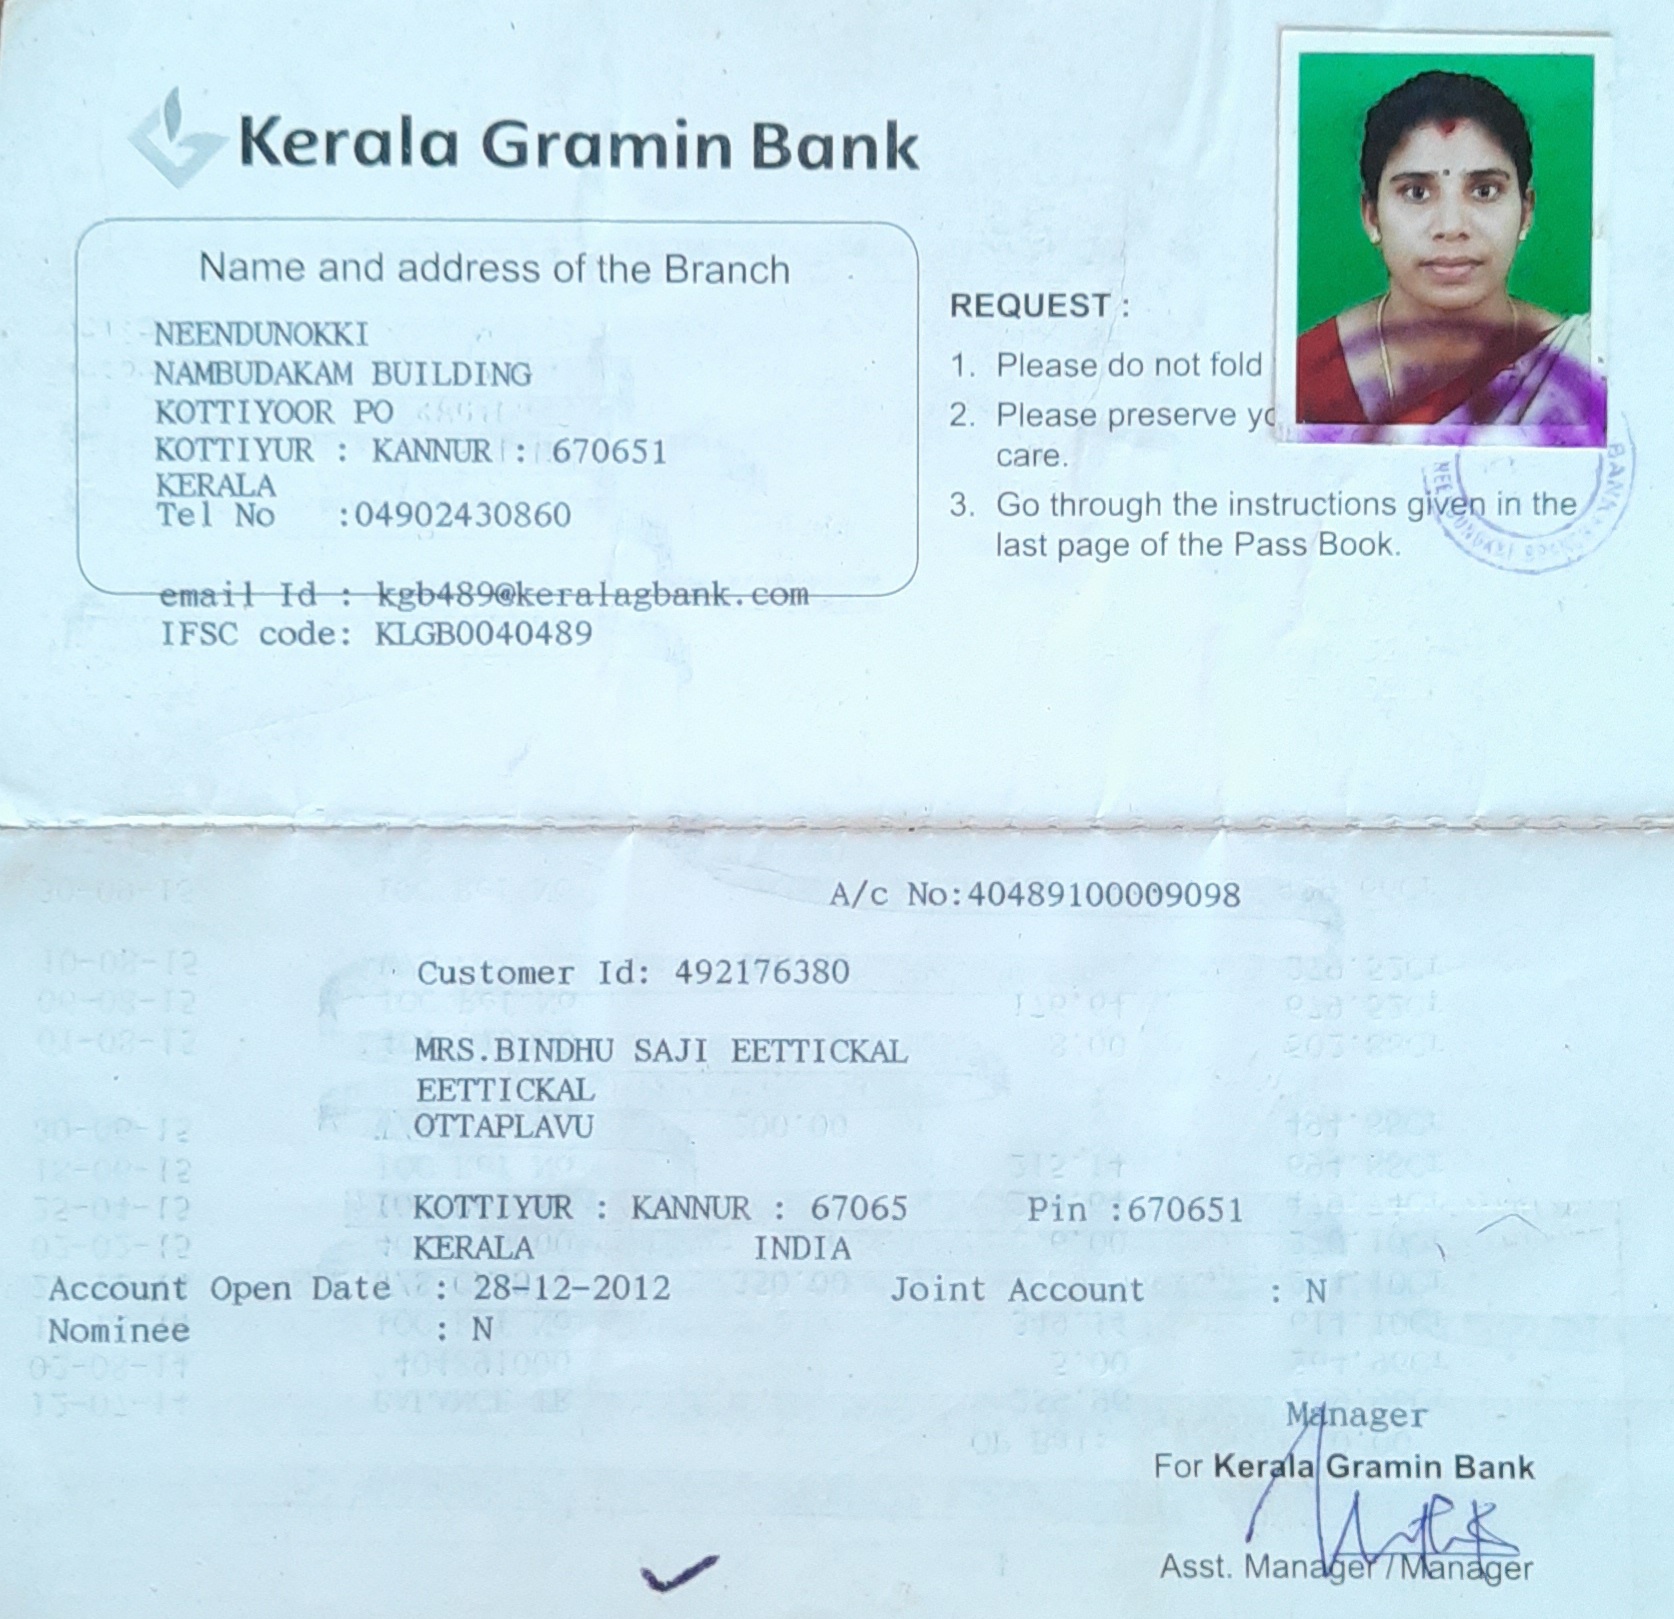 Kerala Gramin Bank
Name and address of the Branch
NEENDUNOKKI
NAMBUDAKAM BUILDING
KOTTIYOOR PO
KOTTIYUR : KANNUR : 670651
KERALA
Tel No :04902430860
email Id : kgb489@keralagbank.com
IFSC code: KLGB0040489
REQUEST :
1. Please do not fold
2. Please preserve
care.
3. Go through the instructions given in the
last page of the Pass Book.
BANK
A/c No:40489100009098
Customer Id: 492176380
MRS.BINDHU SAJI EETTICKAL
EETTICKAL
OTTAPLAVU
KOTTIYUR : KANNUR : 67065 Pin :670651
KERALA INDIA
Account Open Date : 28-12-2012 Joint Account : N
Nominee : N
Manager
For Kerala Gramin Bank
Asst. Manager / Manager